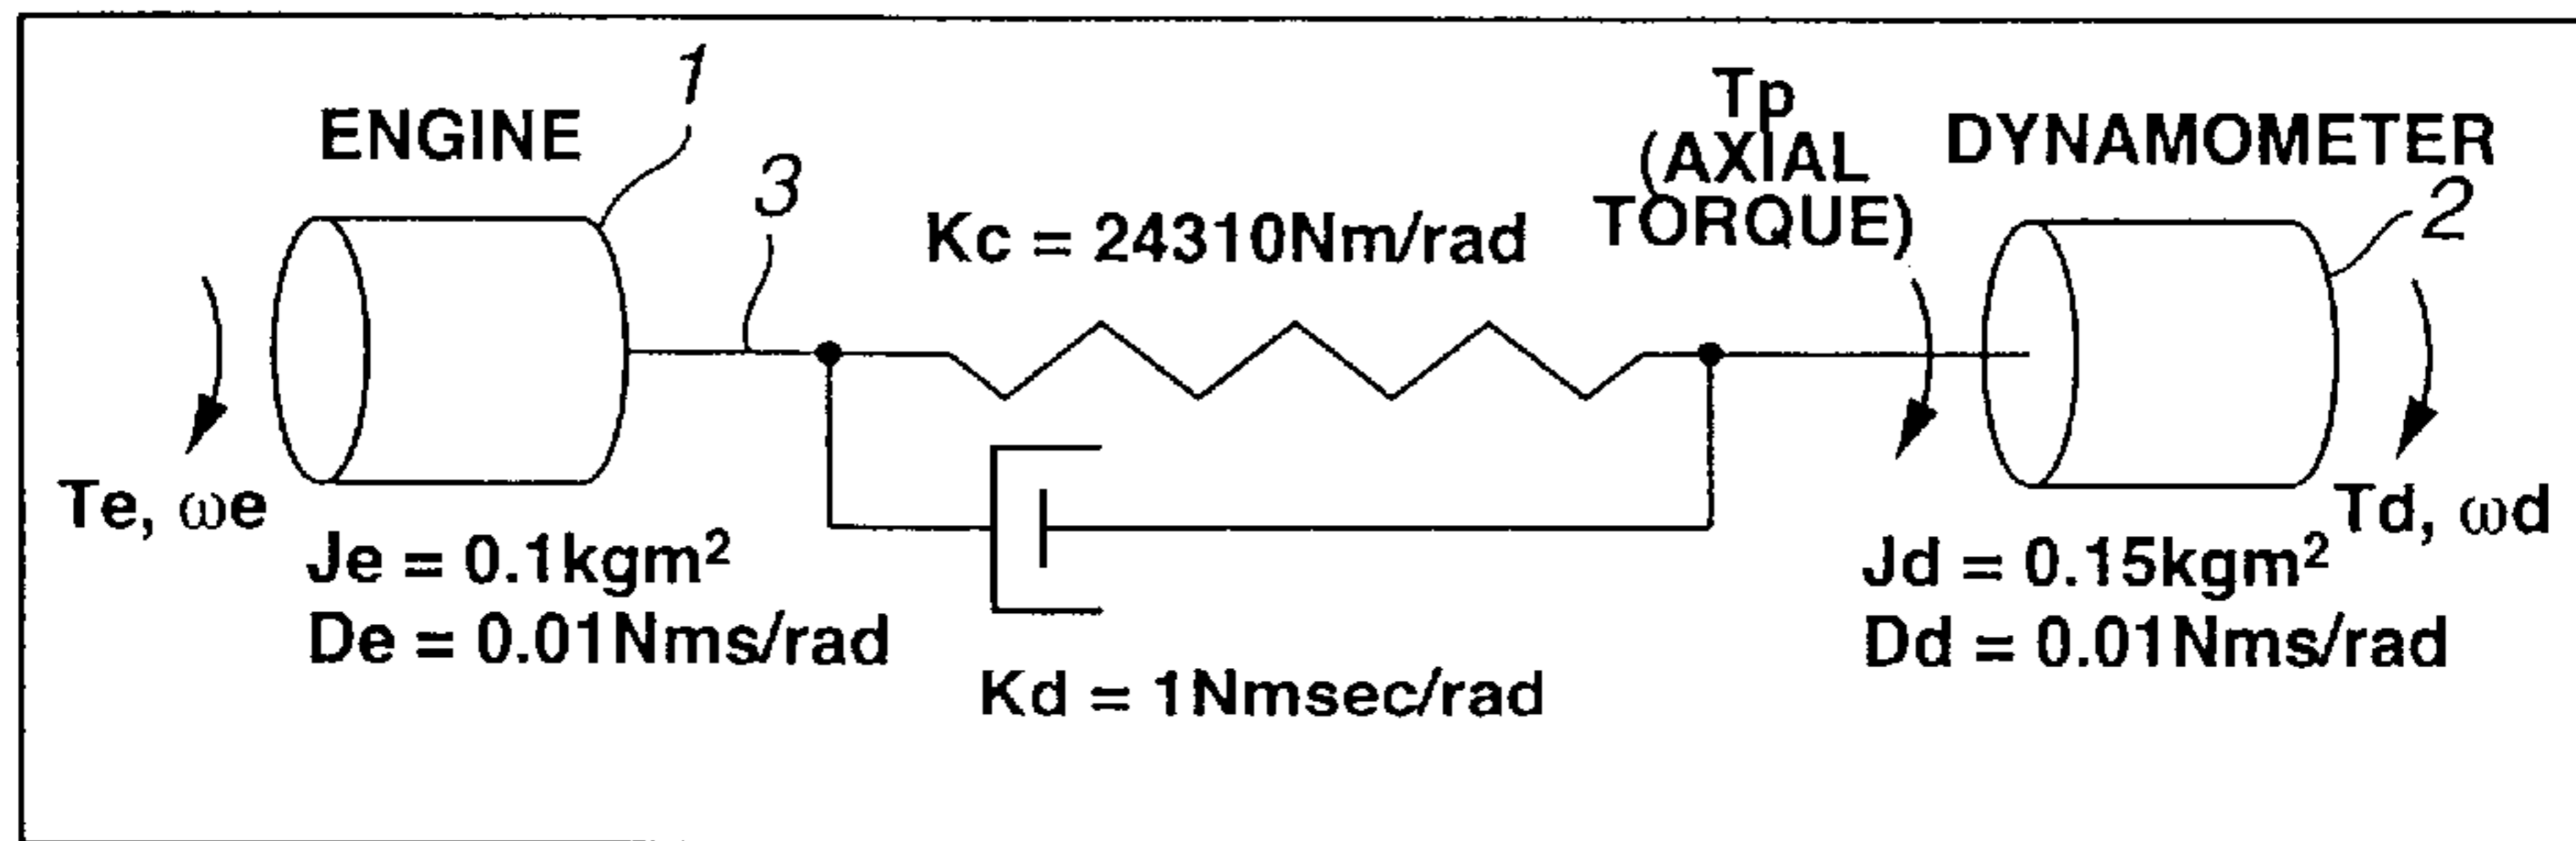 ENGINE
1
3
Kc = 24310Nm/rad
Tp
(AXIAL
TORQUE)
DYNAMOMETER
2
Te, ωe
Je = 0.1kgm²
De = 0.01Nms/rad
Kd = 1Nmsec/rad
Td, ωd
Jd = 0.15kgm²
Dd = 0.01Nms/rad